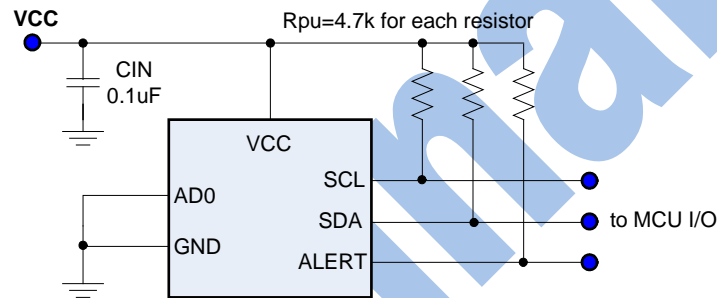 VCC
Rpu=4.7k for each resistor
CIN
0.1uF
VCC
SCL
AD0
SDA
to MCU I/O
GND
ALERT